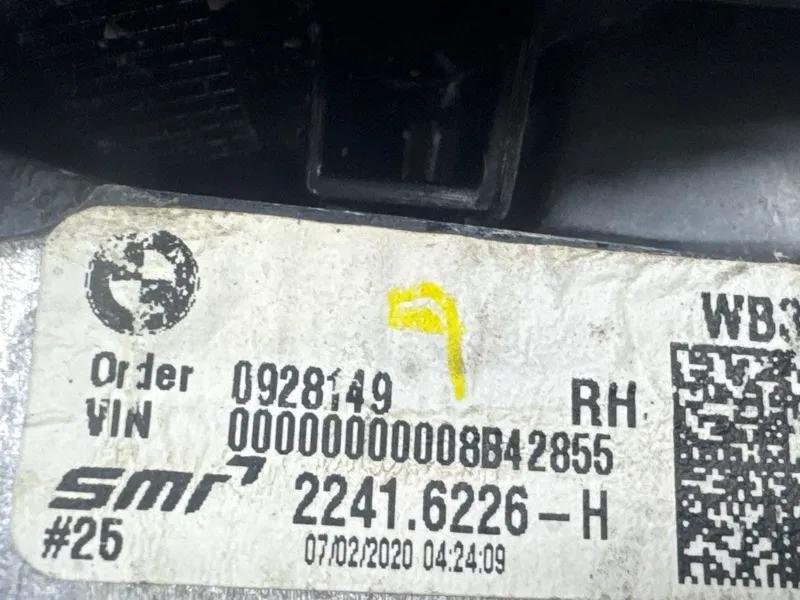 WB3
Order 0928149 RH
VIN 00000000008B42855
smr 2241.6226-H
#25 07/02/2020 04:24:09